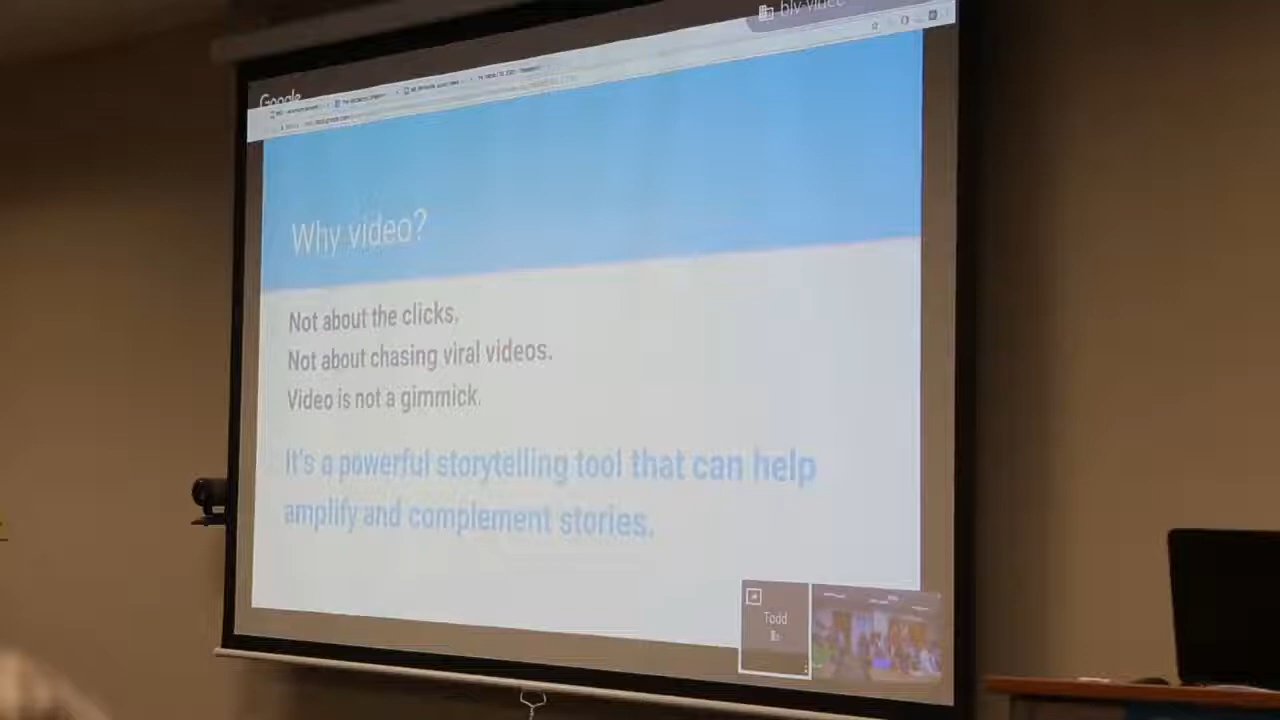 Google
Why video?
Not about the clicks.
Not about chasing viral videos.
Video is not a gimmick.
It's a powerful storytelling tool that can help
amplify and complement stories.
Todd